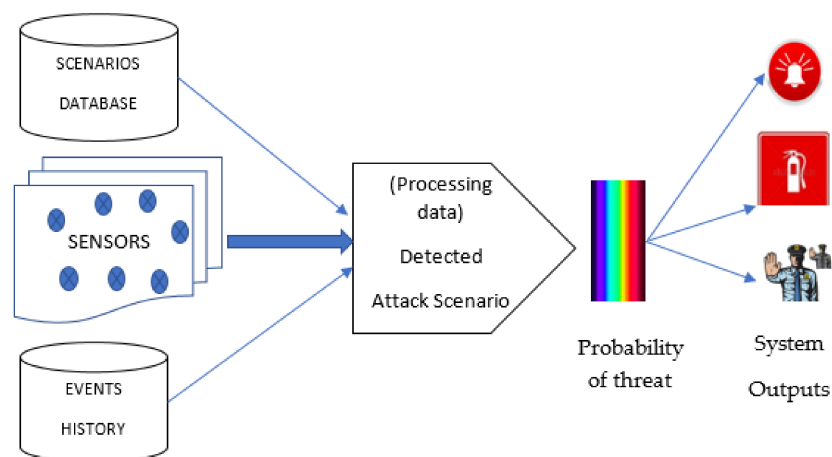 SCENARIOS
DATABASE
SENSORS
EVENTS
HISTORY
(Processing
data)
Detected
Attack Scenario
Probability
of threat
System
Outputs